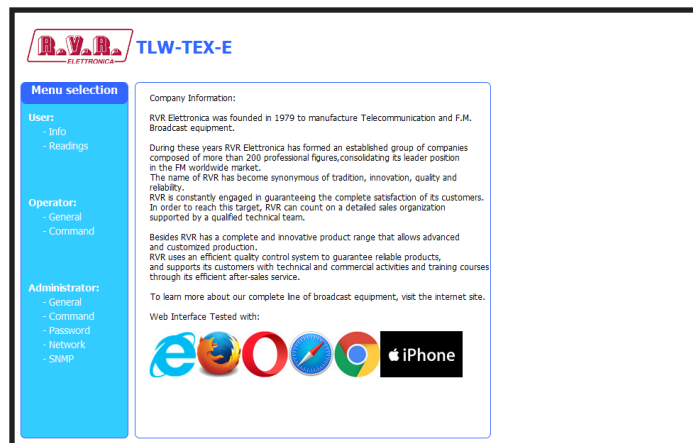 R.V.R.
ELETTRONICA
TLW-TEX-E
Menu selection
User:
- Info
- Readings
Operator:
- General
- Command
Administrator:
- General
- Command
- Password
- Network
- SNMP
Company Information:
RVR Elettronica was founded in 1979 to manufacture Telecommunication and F.M.
Broadcast equipment.
During these years RVR Elettronica has formed an established group of companies
composed of more than 200 professional figures,consolidating its leader position
in the FM worldwide market.
The name of RVR has become synonymous of tradition, innovation, quality and
reliability.
RVR is constantly engaged in guaranteeing the complete satisfaction of its customers.
In order to reach this target, RVR can count on a detailed sales organization
supported by a qualified technical team.
Besides RVR has a complete and innovative product range that allows advanced
and customized production.
RVR uses an efficient quality control system to guarantee reliable products,
and supports its customers with technical and commercial activities and training courses
through its efficient after-sales service.
To learn more about our complete line of broadcast equipment, visit the internet site.
Web Interface Tested with:
iPhone